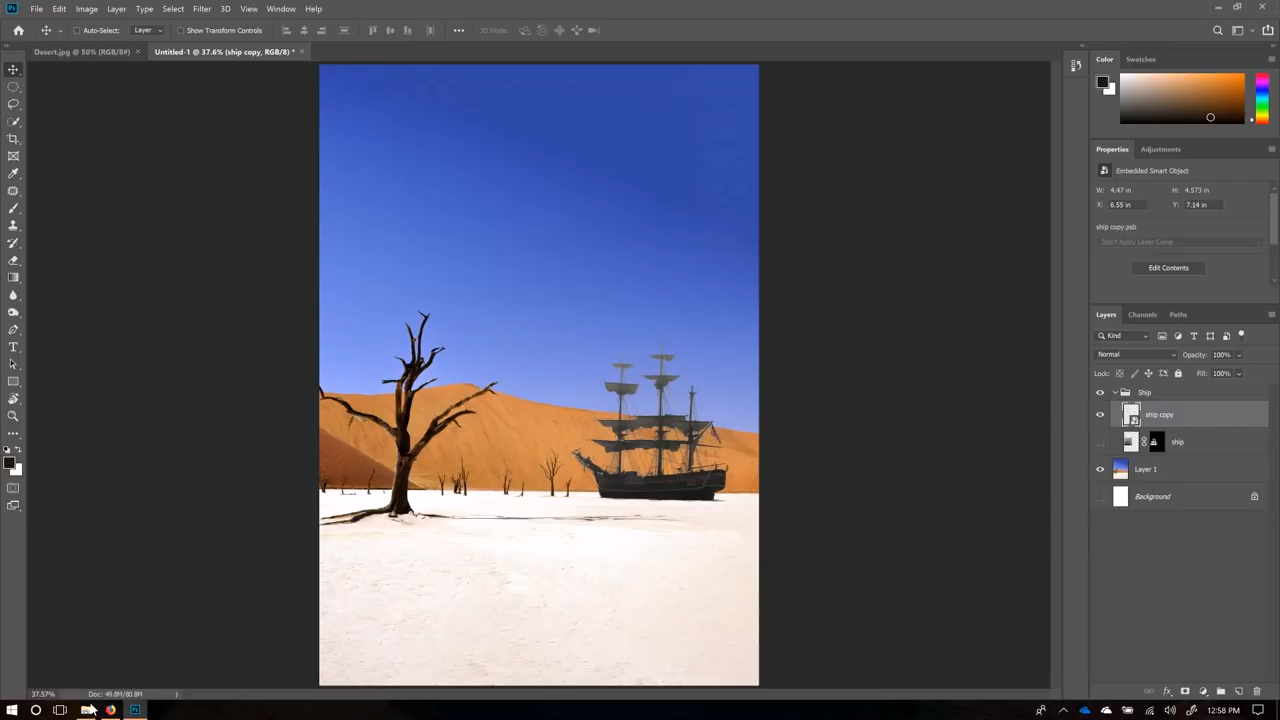 Ps File Edit Image Layer Type Select Filter 3D View Window Help
Auto-Select: Layer Show Transform Controls 3D Mode:
Desert.jpg @ 50% (RGB/8#) × Untitled-1 @ 37.6% (ship copy, RGB/8) * ×
Color Swatches
Properties Adjustments
Embedded Smart Object
W: 4.47 in H: 4.573 in
X: 6.55 in Y: 7.14 in
ship copy.psb
Don't Apply Layer Comp
Edit Contents
Layers Channels Paths
Kind
Normal Opacity: 100%
Lock: Fill: 100%
Ship
ship copy
ship
Layer 1
Background
37.57% Doc: 49.8M/80.8M
Ps 12:58 PM